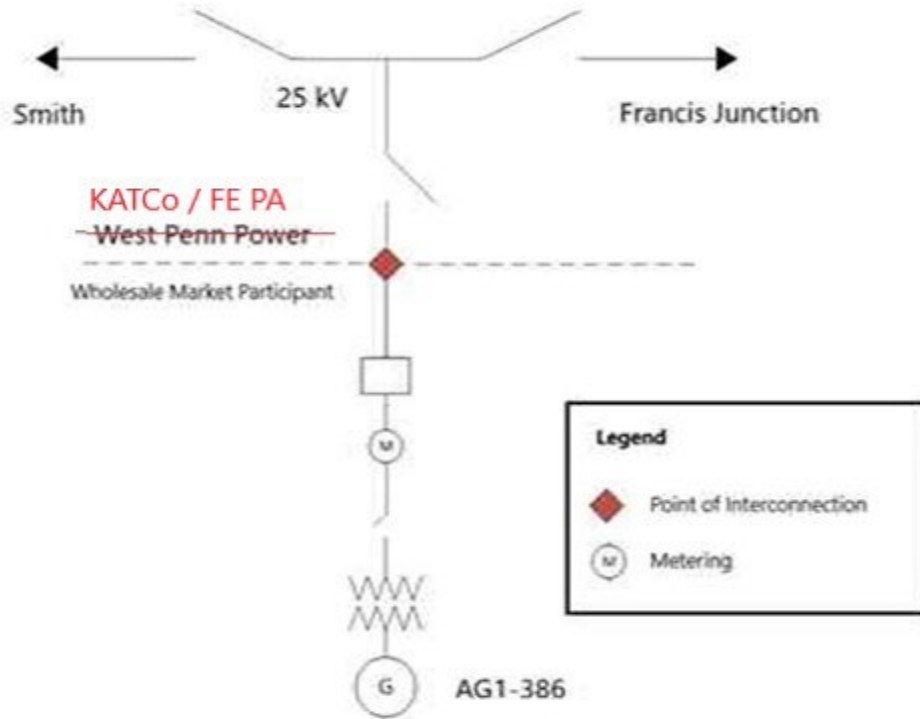 25 kV
Smith
Francis Junction
KATCo / FE PA
West Penn Power
Wholesale Market Participant
M
Legend
Point of Interconnection
M
Metering
G
AG1-386